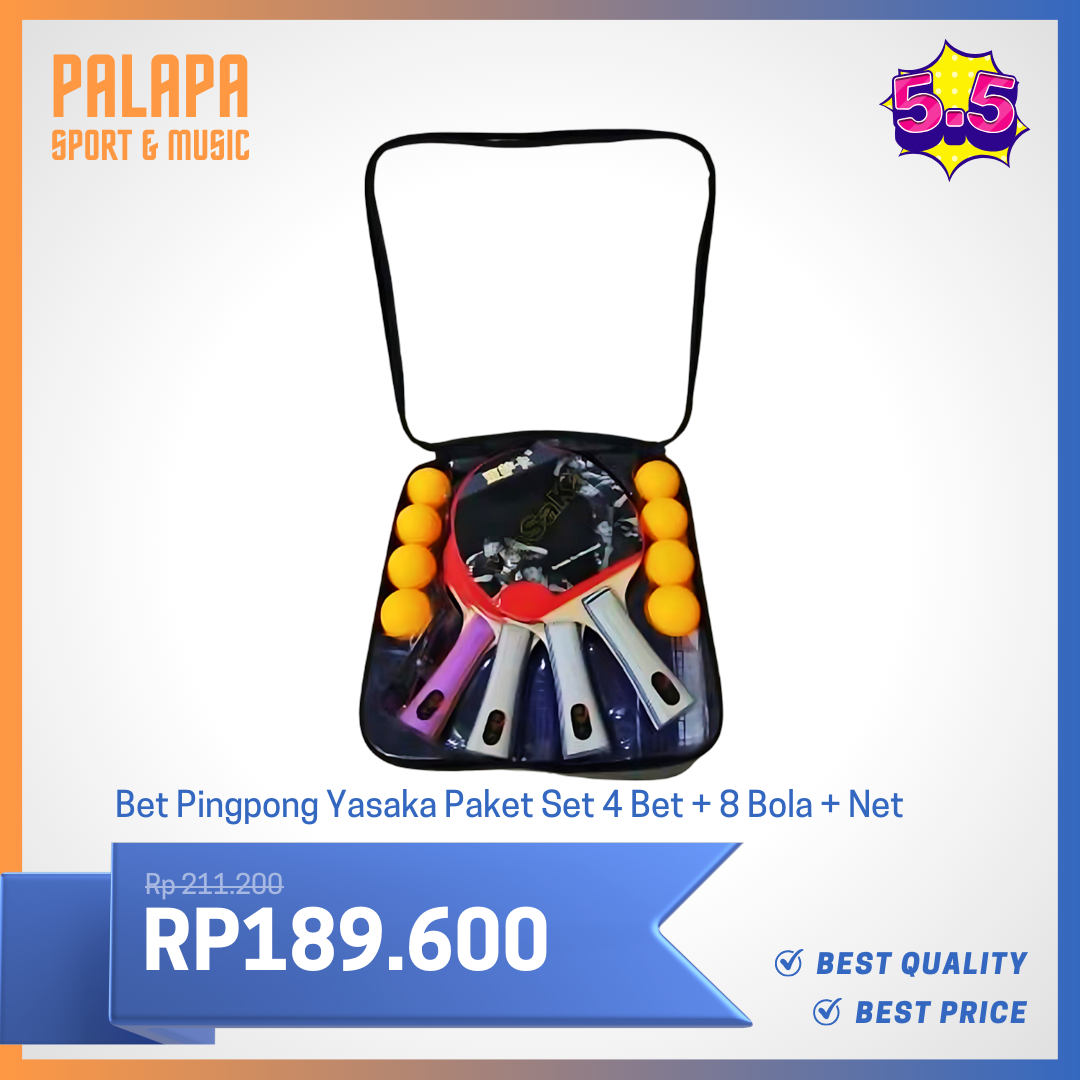 PALAPA
SPORT & MUSIC
5.5
Bet Pingpong Yasaka Paket Set 4 Bet + 8 Bola + Net
Rp 211.200
RP189.600
BEST QUALITY
BEST PRICE